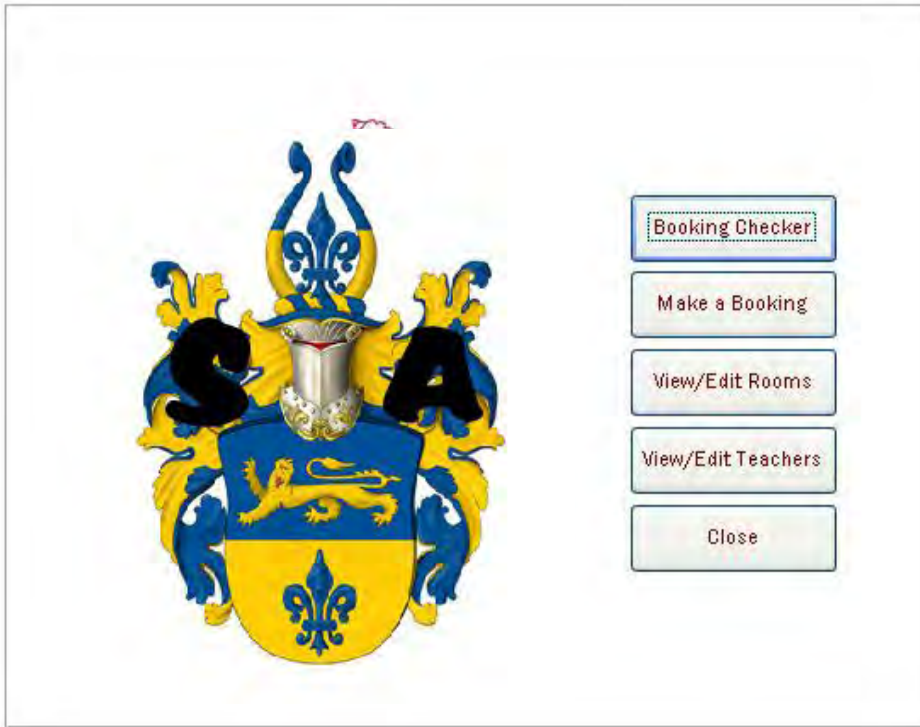 S A
Booking Checker
Make a Booking
View/Edit Rooms
View/Edit Teachers
Close